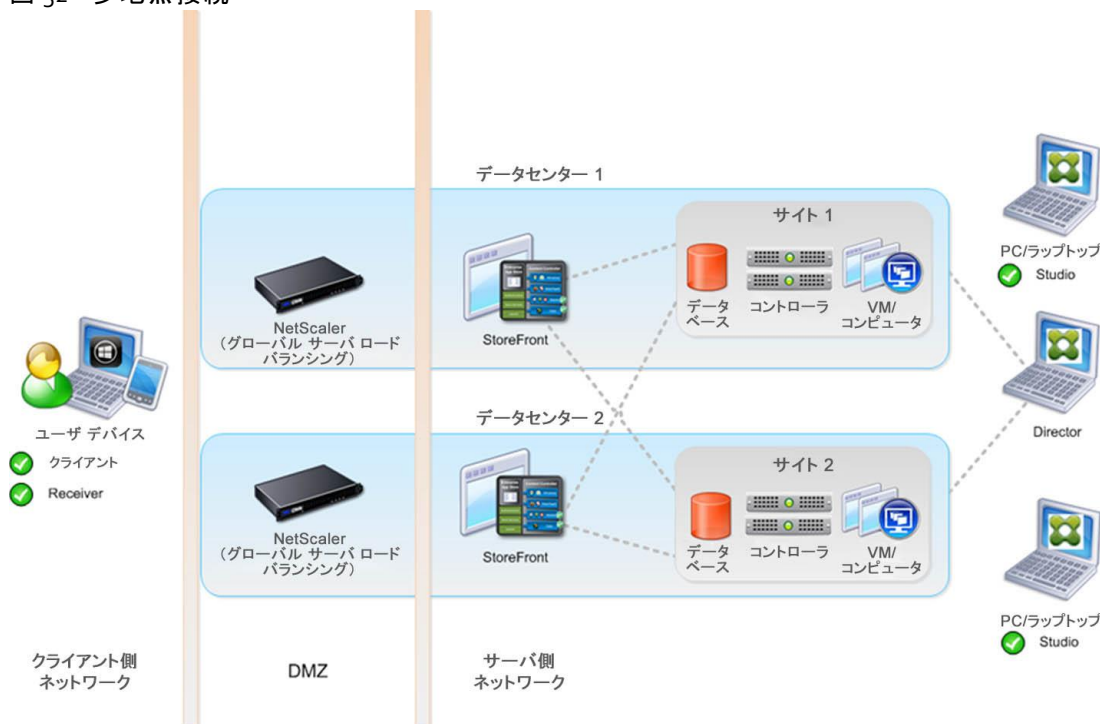 データセンター 1
サイト 1
NetScaler
(グローバル サーバ ロード
バランシング)
StoreFront
データ
ベース
コントローラ
VM/
コンピュータ
PC/ラップトップ
Studio
ユーザ デバイス
クライアント
Receiver
Director
データセンター 2
サイト 2
NetScaler
(グローバル サーバ ロード
バランシング)
StoreFront
データ
ベース
コントローラ
VM/
コンピュータ
PC/ラップトップ
Studio
クライアント側
ネットワーク
DMZ
サーバ側
ネットワーク